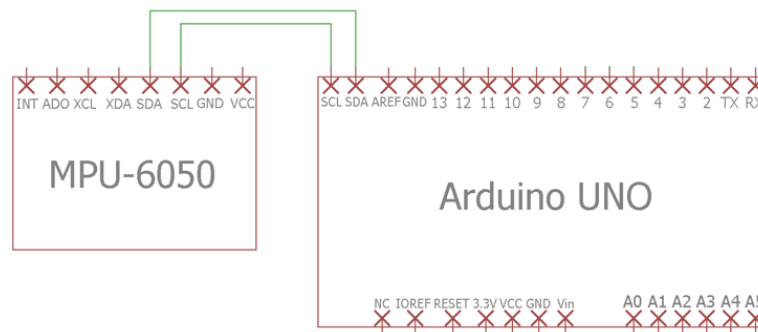 INT ADO XCL XDA SDA SCL GND VCC
SCL SDA AREF GND 13 12 11 10 9 8 7 6 5 4 3 2 TX RX
MPU-6050
Arduino UNO
NC IOREF RESET 3.3V VCC GND Vin A0 A1 A2 A3 A4 A5